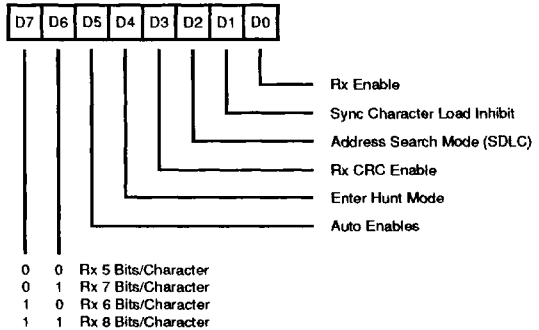 D7 D6 D5 D4 D3 D2 D1 D0
Rx Enable
Sync Character Load Inhibit
Address Search Mode (SDLC)
Rx CRC Enable
Enter Hunt Mode
Auto Enables
0 0 Rx 5 Bits/Character
0 1 Rx 7 Bits/Character
1 0 Rx 6 Bits/Character
1 1 Rx 8 Bits/Character